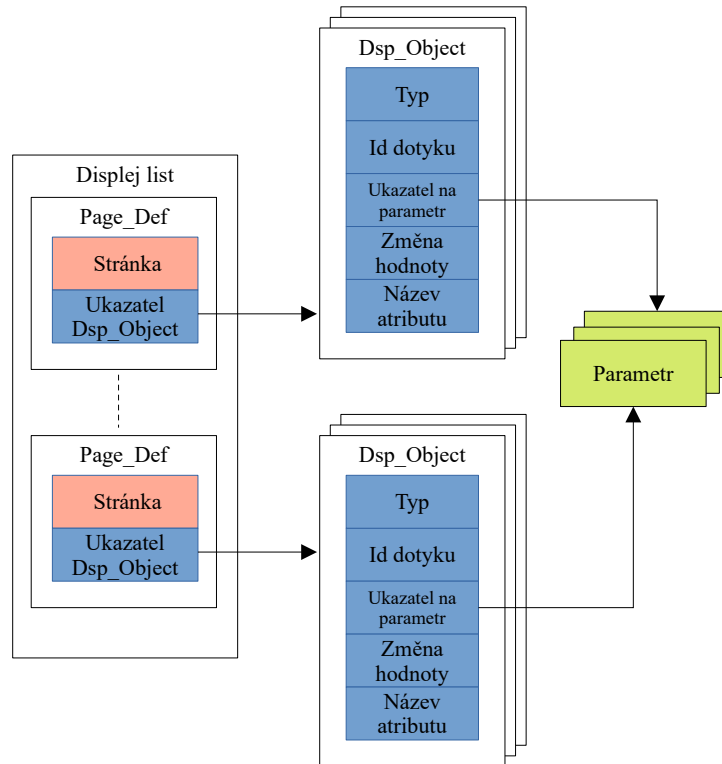 Displej list
Page_Def
Stránka
Ukazatel
Dsp_Object
Page_Def
Stránka
Ukazatel
Dsp_Object
Dsp_Object
Typ
Id dotyku
Ukazatel na
parametr
Změna
hodnoty
Název
atributu
Dsp_Object
Typ
Id dotyku
Ukazatel na
parametr
Změna
hodnoty
Název
atributu
Parametr